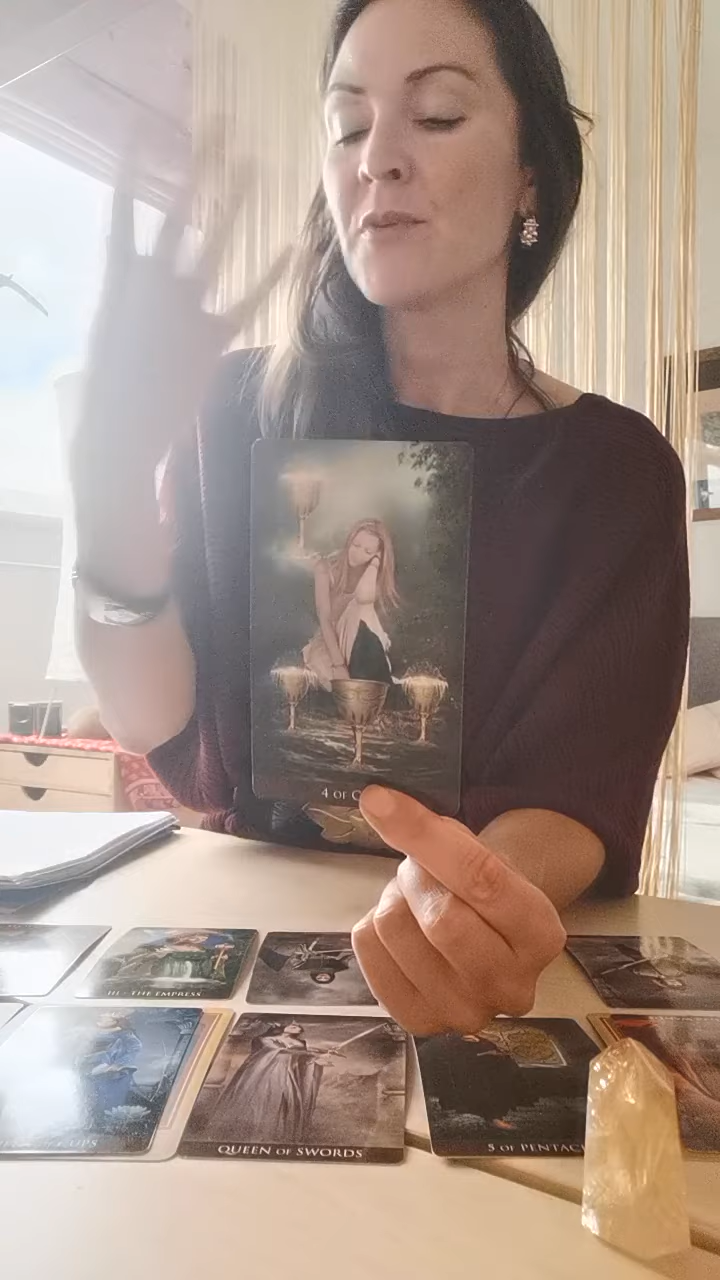 4 OF
III - THE EMPRESS
QUEEN OF SWORDS
5 OF PENTAC